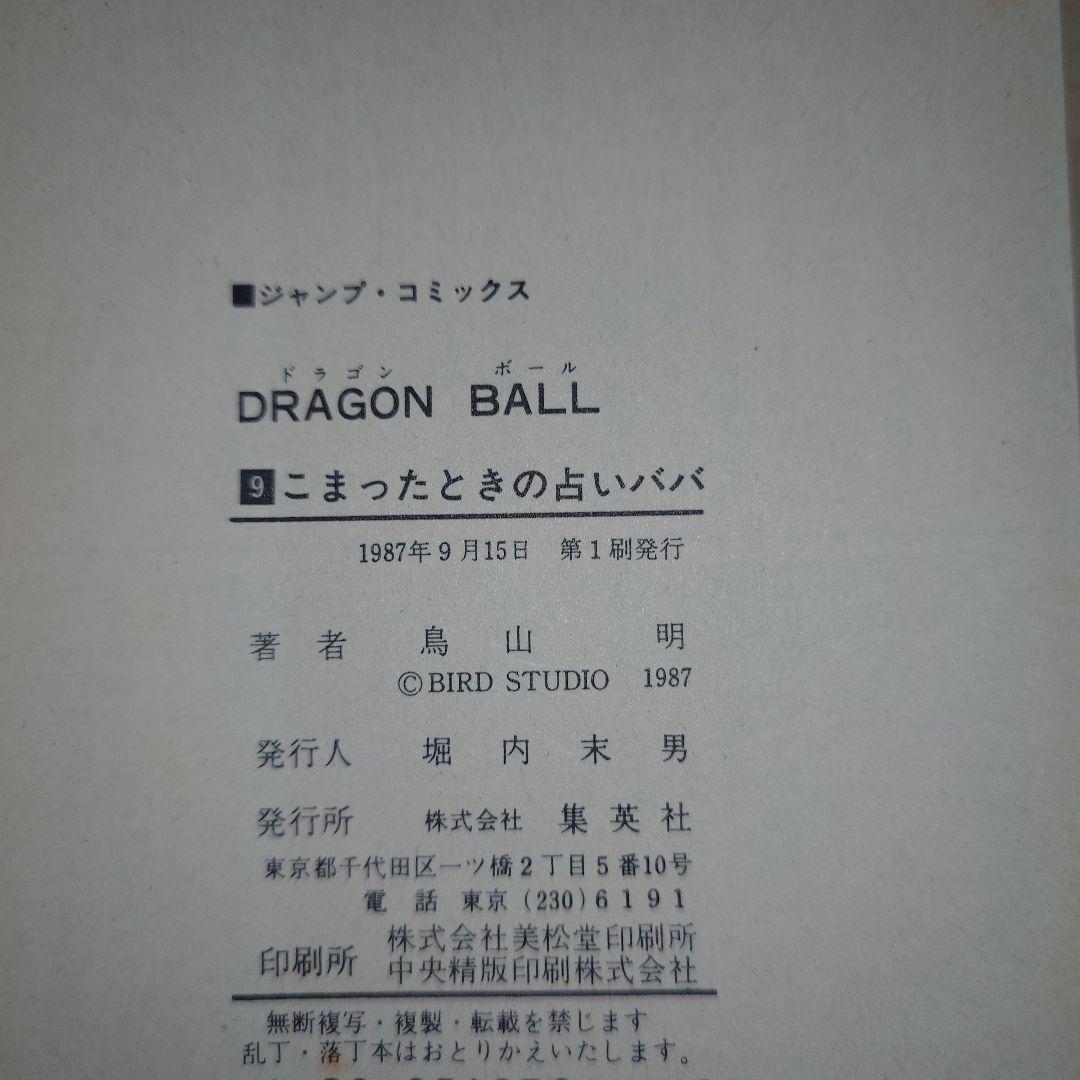 ■ジャンプ・コミックス
ドラゴン ボール
DRAGON BALL
9 こまったときの占いババ
1987年9月15日 第1刷発行
著者 鳥山 明
©BIRD STUDIO 1987
発行人 堀内末男
発行所 株式会社 集英社
東京都千代田区一ツ橋2丁目5番10号
電話 東京(230)6191
印刷所 株式会社美松堂印刷所
中央精版印刷株式会社
無断複写・複製・転載を禁じます
乱丁・落丁本はおとりかえいたします。